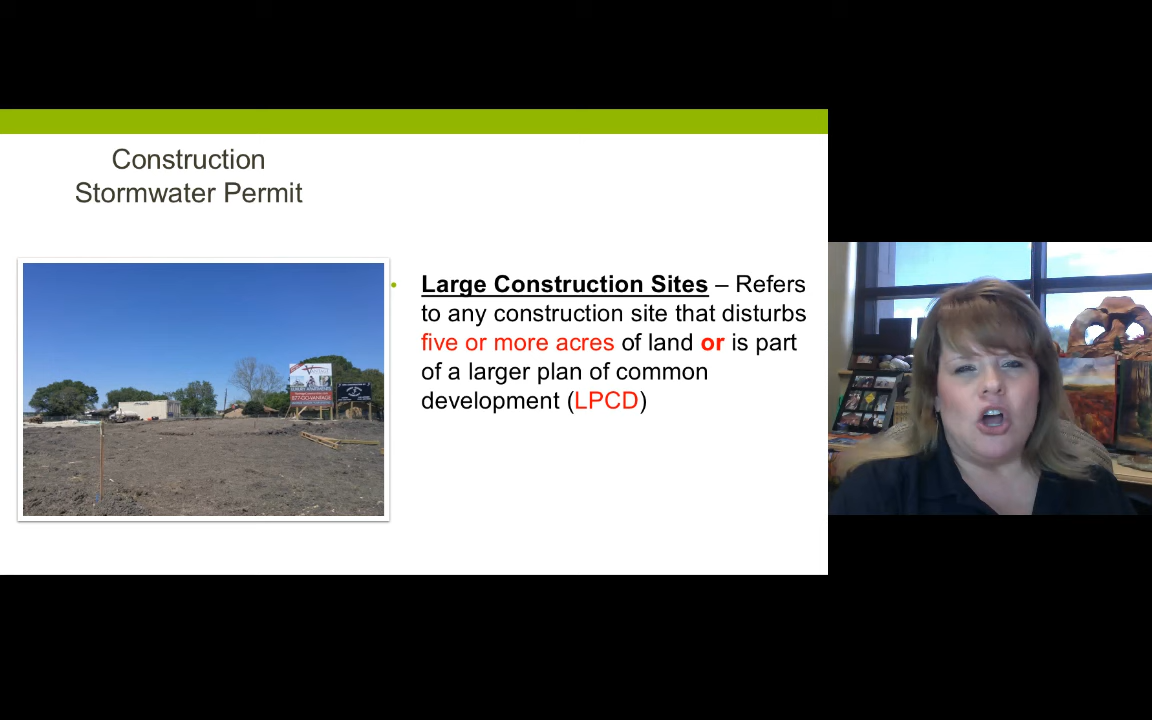 Construction
Stormwater Permit
• Large Construction Sites – Refers
to any construction site that disturbs
five or more acres of land or is part
of a larger plan of common
development (LPCD)